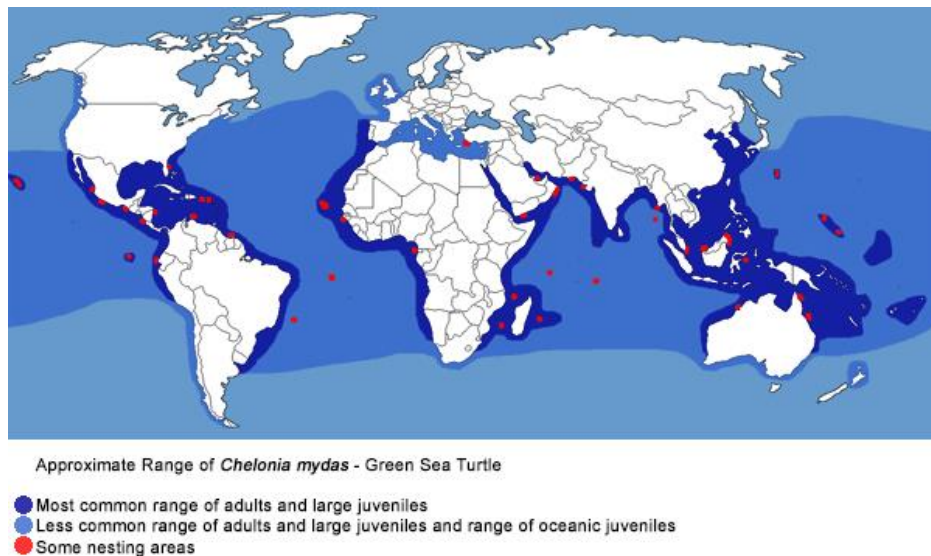 Approximate Range of Chelonia mydas - Green Sea Turtle
Most common range of adults and large juveniles
Less common range of adults and large juveniles and range of oceanic juveniles
Some nesting areas